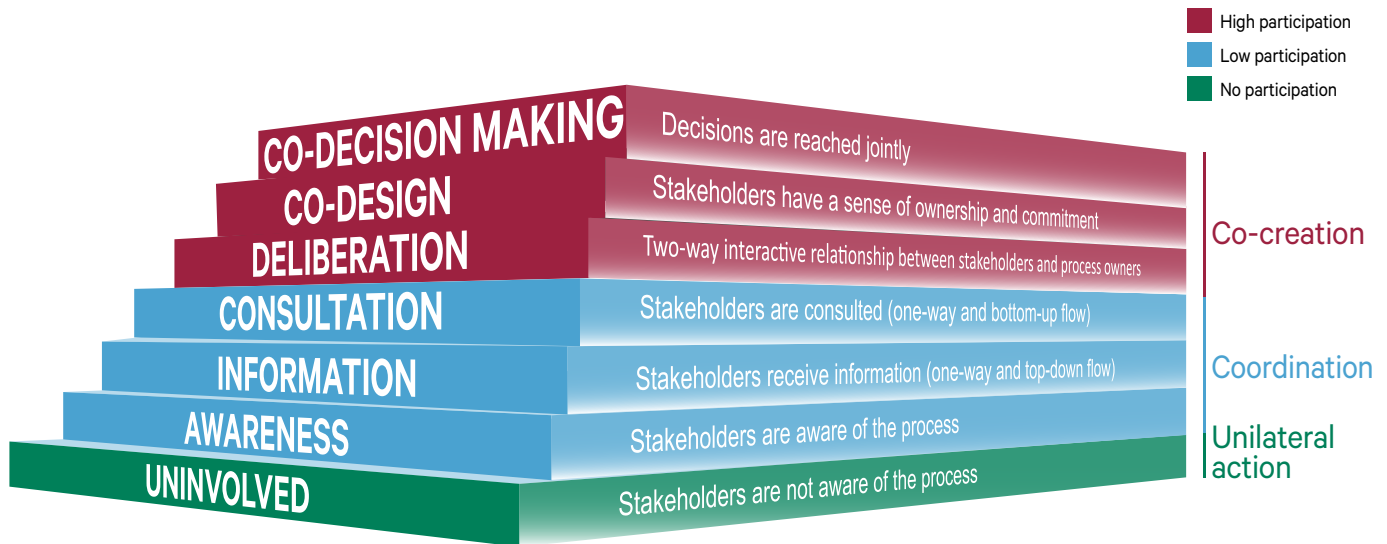 High participation
Low participation
No participation
CO-DECISION MAKING
Decisions are reached jointly
CO-DESIGN
Stakeholders have a sense of ownership and commitment
DELIBERATION
Two-way interactive relationship between stakeholders and process owners
Co-creation
CONSULTATION
Stakeholders are consulted (one-way and bottom-up flow)
INFORMATION
Stakeholders receive information (one-way and top-down flow)
Coordination
AWARENESS
Stakeholders are aware of the process
UNINVOLVED
Stakeholders are not aware of the process
Unilateral
action